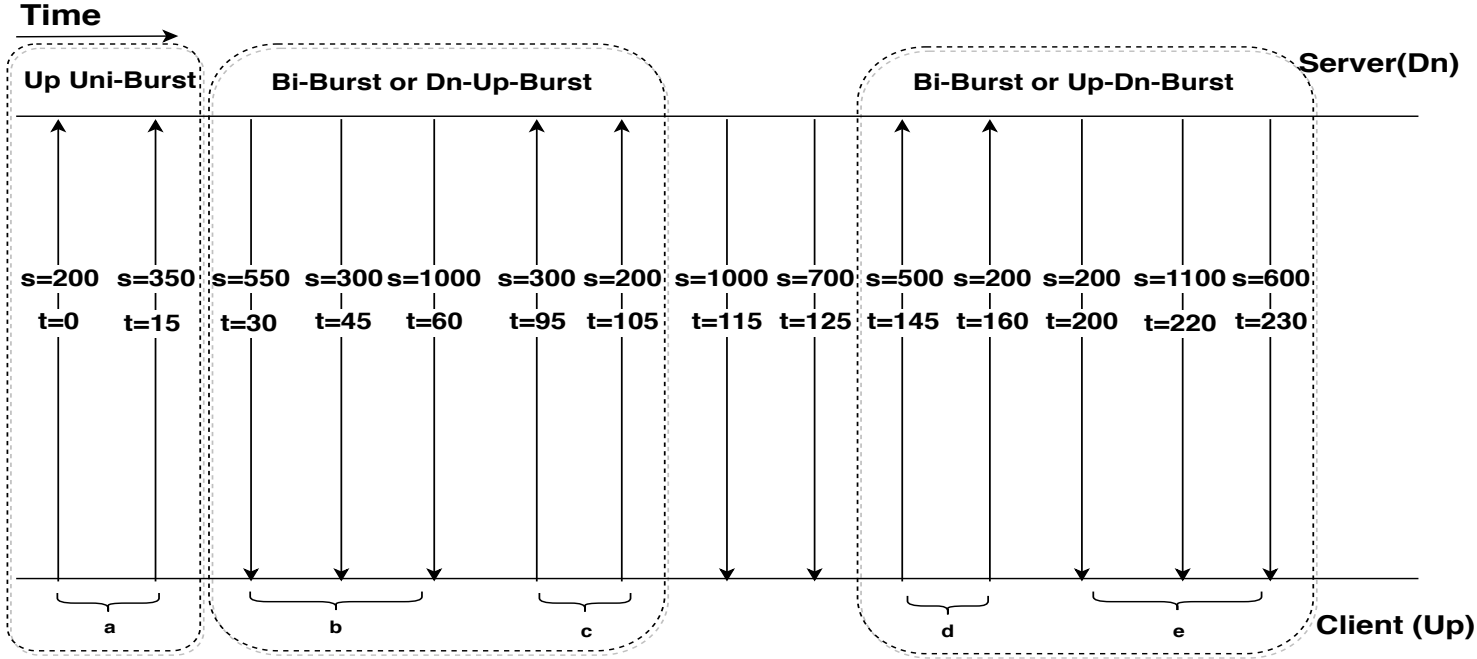 Time
Server(Dn)
Up Uni-Burst
Bi-Burst or Dn-Up-Burst
Bi-Burst or Up-Dn-Burst
s=200 s=350 s=550 s=300 s=1000 s=300 s=200 s=1000 s=700 s=500 s=200 s=200 s=1100 s=600
t=0 t=15 t=30 t=45 t=60 t=95 t=105 t=115 t=125 t=145 t=160 t=200 t=220 t=230
a b c d e
Client (Up)